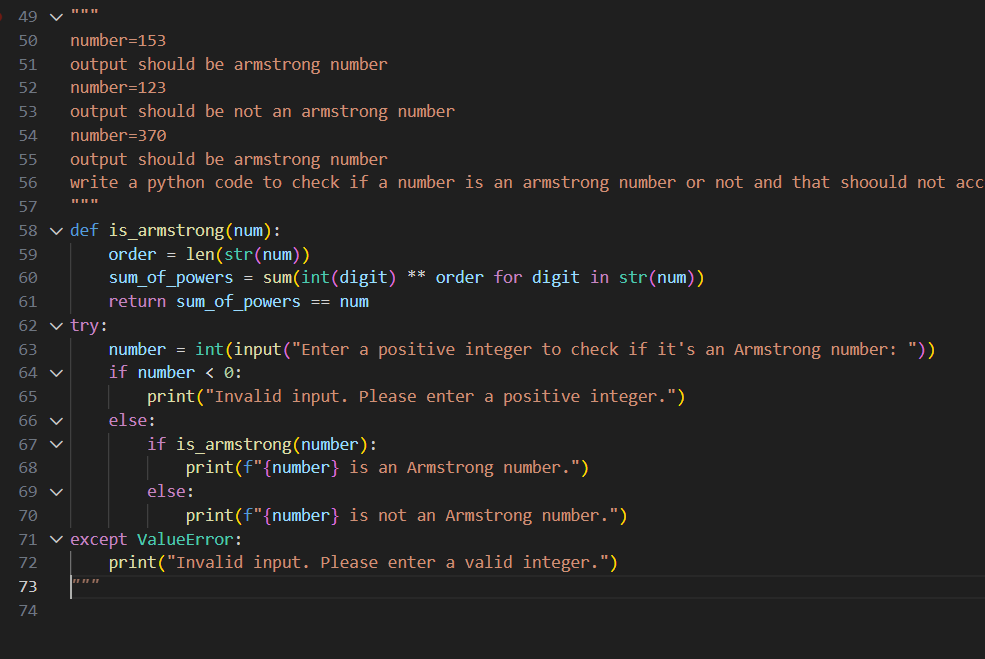 49 """
50 number=153
51 output should be armstrong number
52 number=123
53 output should be not an armstrong number
54 number=370
55 output should be armstrong number
56 write a python code to check if a number is an armstrong number or not and that shoould not acc
57 """
58 def is_armstrong(num):
59     order = len(str(num))
60     sum_of_powers = sum(int(digit) ** order for digit in str(num))
61     return sum_of_powers == num
62 try:
63     number = int(input("Enter a positive integer to check if it's an Armstrong number: "))
64     if number < 0:
65         print("Invalid input. Please enter a positive integer.")
66     else:
67         if is_armstrong(number):
68             print(f"{number} is an Armstrong number.")
69         else:
70             print(f"{number} is not an Armstrong number.")
71 except ValueError:
72     print("Invalid input. Please enter a valid integer.")
73 """
74